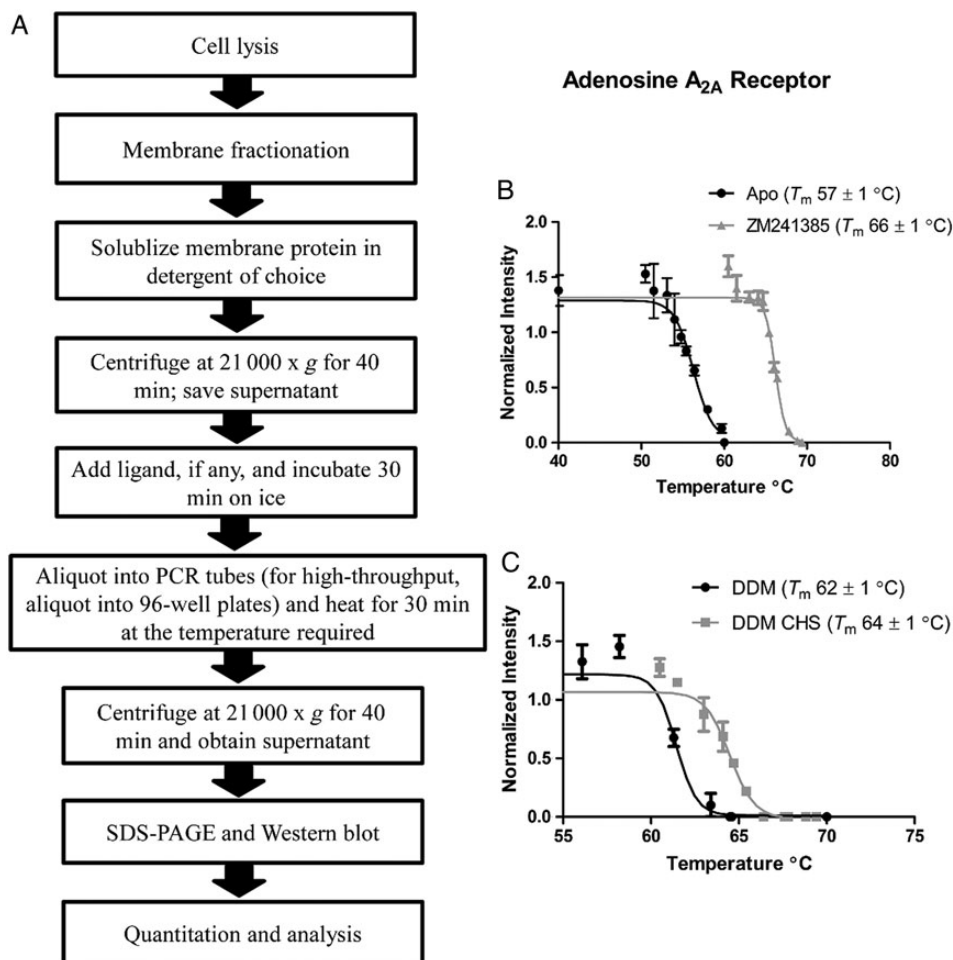 A
Cell lysis
Membrane fractionation
Solublize membrane protein in
detergent of choice
Centrifuge at 21 000 x g for 40
min; save supernatant
Add ligand, if any, and incubate 30
min on ice
Aliquot into PCR tubes (for high-throughput,
aliquot into 96-well plates) and heat for 30 min
at the temperature required
Centrifuge at 21 000 x g for 40
min and obtain supernatant
SDS-PAGE and Western blot
Quantitation and analysis
Adenosine A2A Receptor
B
Apo (Tm 57 ± 1 °C)
ZM241385 (Tm 66 ± 1 °C)
Normalized Intensity
2.0
1.5
1.0
0.5
0.0
40 50 60 70 80
Temperature °C
C
DDM (Tm 62 ± 1 °C)
DDM CHS (Tm 64 ± 1 °C)
Normalized Intensity
2.0
1.5
1.0
0.5
0.0
55 60 65 70 75
Temperature °C